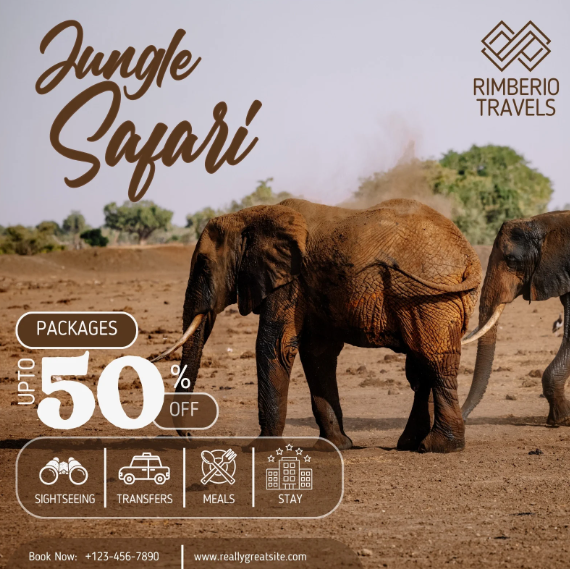 Jungle
Safari
RIMBERIO
TRAVELS
PACKAGES
UPTO
50%
OFF
SIGHTSEEING
TRANSFERS
MEALS
STAY
Book Now: +123-456-7890
www.reallygreatsite.com